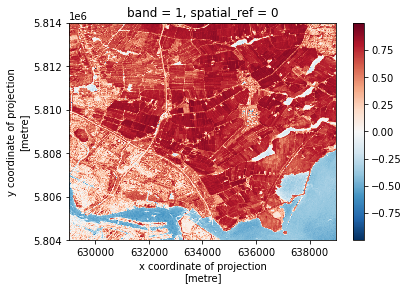 band = 1, spatial_ref = 0
1e6
5.814
5.812
5.810
5.808
5.806
5.804
y coordinate of projection
[metre]
630000 632000 634000 636000 638000
x coordinate of projection
[metre]
0.75
0.50
0.25
0.00
−0.25
−0.50
−0.75